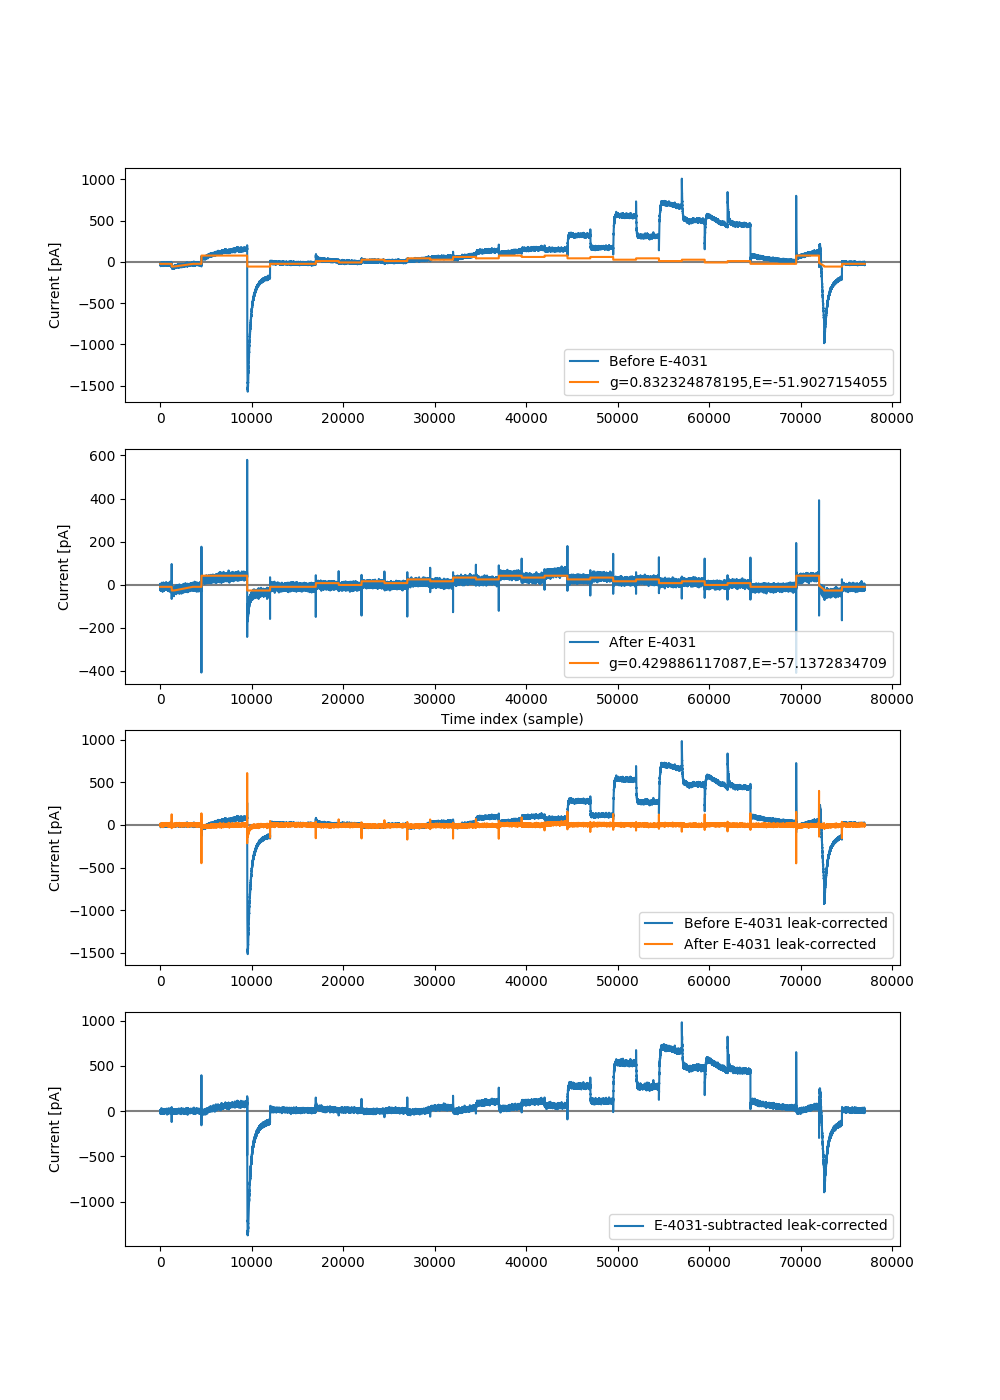 1000
500
0
−500
−1000
−1500
Current [pA]
Before E-4031
g=0.832324878195,E=-51.9027154055
0 10000 20000 30000 40000 50000 60000 70000 80000
600
400
200
0
−200
−400
Current [pA]
After E-4031
g=0.429886117087,E=-57.1372834709
0 10000 20000 30000 40000 50000 60000 70000 80000
Time index (sample)
1000
500
0
−500
−1000
−1500
Current [pA]
Before E-4031 leak-corrected
After E-4031 leak-corrected
0 10000 20000 30000 40000 50000 60000 70000 80000
1000
500
0
−500
−1000
Current [pA]
E-4031-subtracted leak-corrected
0 10000 20000 30000 40000 50000 60000 70000 80000